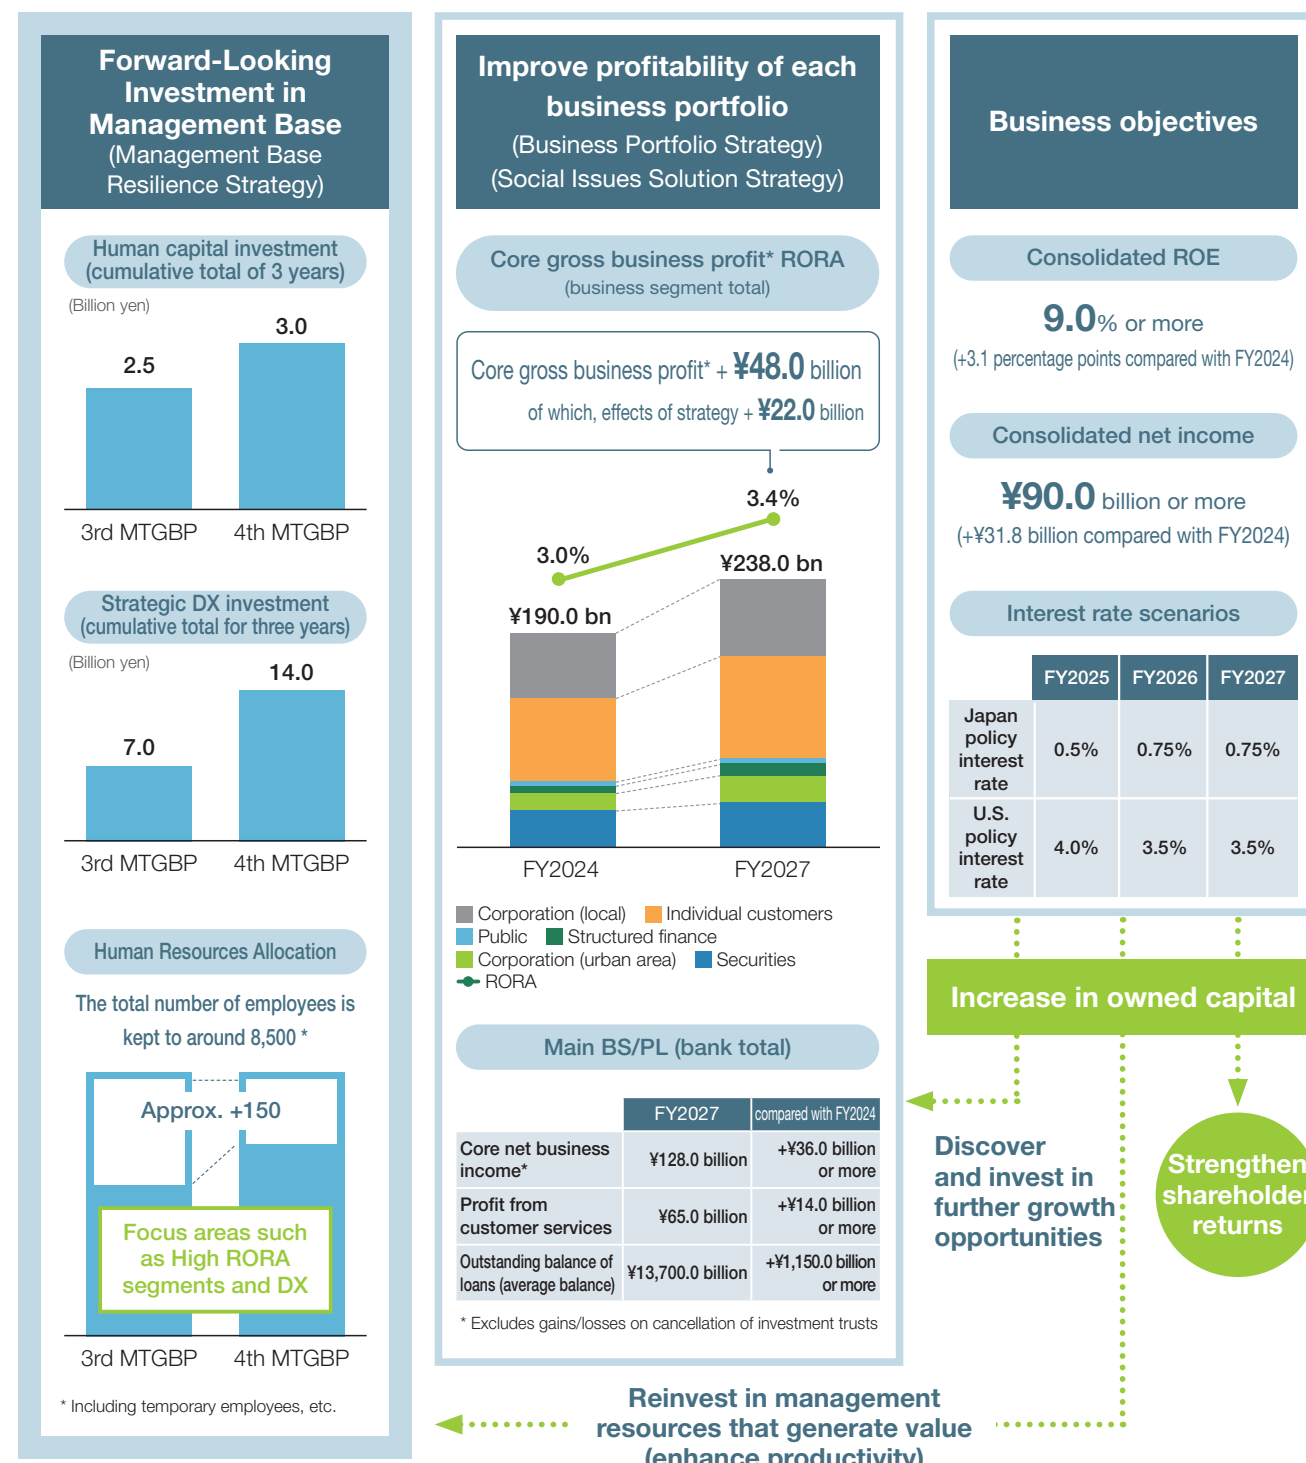 Forward-Looking
Investment in
Management Base
(Management Base
Resilience Strategy)
Human capital investment
(cumulative total of 3 years)
(Billion yen)
2.5
3.0
3rd MTGBP
4th MTGBP
Strategic DX investment
(cumulative total for three years)
(Billion yen)
7.0
14.0
3rd MTGBP
4th MTGBP
Human Resources Allocation
The total number of employees is
kept to around 8,500 *
Approx. +150
Focus areas such
as High RORA
segments and DX
3rd MTGBP
4th MTGBP
* Including temporary employees, etc.
Improve profitability of each
business portfolio
(Business Portfolio Strategy)
(Social Issues Solution Strategy)
Core gross business profit* RORA
(business segment total)
Core gross business profit* + ¥48.0 billion
of which, effects of strategy + ¥22.0 billion
3.0%
3.4%
¥190.0 bn
¥238.0 bn
FY2024
FY2027
Corporation (local) Individual customers
Public Structured finance
Corporation (urban area) Securities
RORA
Main BS/PL (bank total)
FY2027 compared with FY2024
Core net business
income*
¥128.0 billion
+¥36.0 billion
or more
Profit from
customer services
¥65.0 billion
+¥14.0 billion
or more
Outstanding balance of
loans (average balance)
¥13,700.0 billion
+¥1,150.0 billion
or more
* Excludes gains/losses on cancellation of investment trusts
Business objectives
Consolidated ROE
9.0% or more
(+3.1 percentage points compared with FY2024)
Consolidated net income
¥90.0 billion or more
(+¥31.8 billion compared with FY2024)
Interest rate scenarios
FY2025 FY2026 FY2027
Japan
policy
interest
rate
0.5% 0.75% 0.75%
U.S.
policy
interest
rate
4.0% 3.5% 3.5%
Increase in owned capital
Discover
and invest in
further growth
opportunities
Strengthen
shareholder
returns
Reinvest in management
resources that generate value
(enhance productivity)